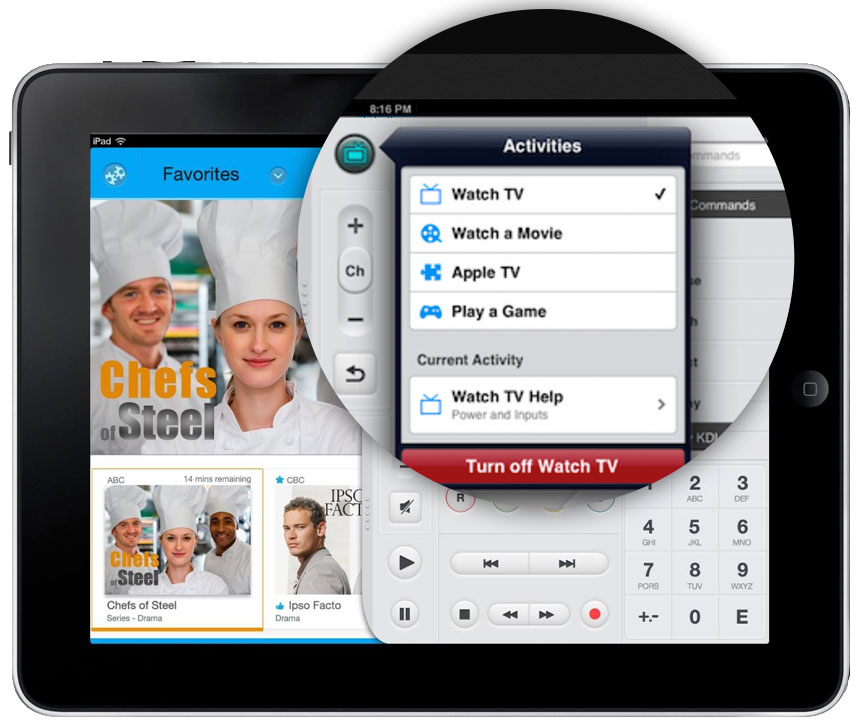 iPad
8:16 PM
Favorites
Activities
Watch TV
Watch a Movie
Apple TV
Play a Game
Current Activity
Watch TV Help
Power and Inputs
Turn off Watch TV
Commands
KDL
Ch
Chefs
of Steel
ABC
14 mins remaining
Chefs
of Steel
Chefs of Steel
Series - Drama
CBC
IPSO
FACT
Ipso Facto
Drama
R
1
2
ABC
3
DEF
4
GHI
5
JKL
6
MNO
7
PORS
8
TUV
9
WXYZ
+.-
0
E